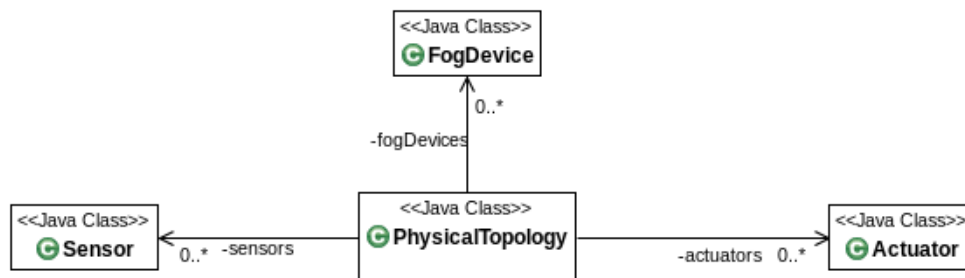 <<Java Class>>
FogDevice
0..*
-fogDevices
<<Java Class>>
PhysicalTopology
<<Java Class>>
Sensor
0..* -sensors
-actuators 0..*
<<Java Class>>
Actuator